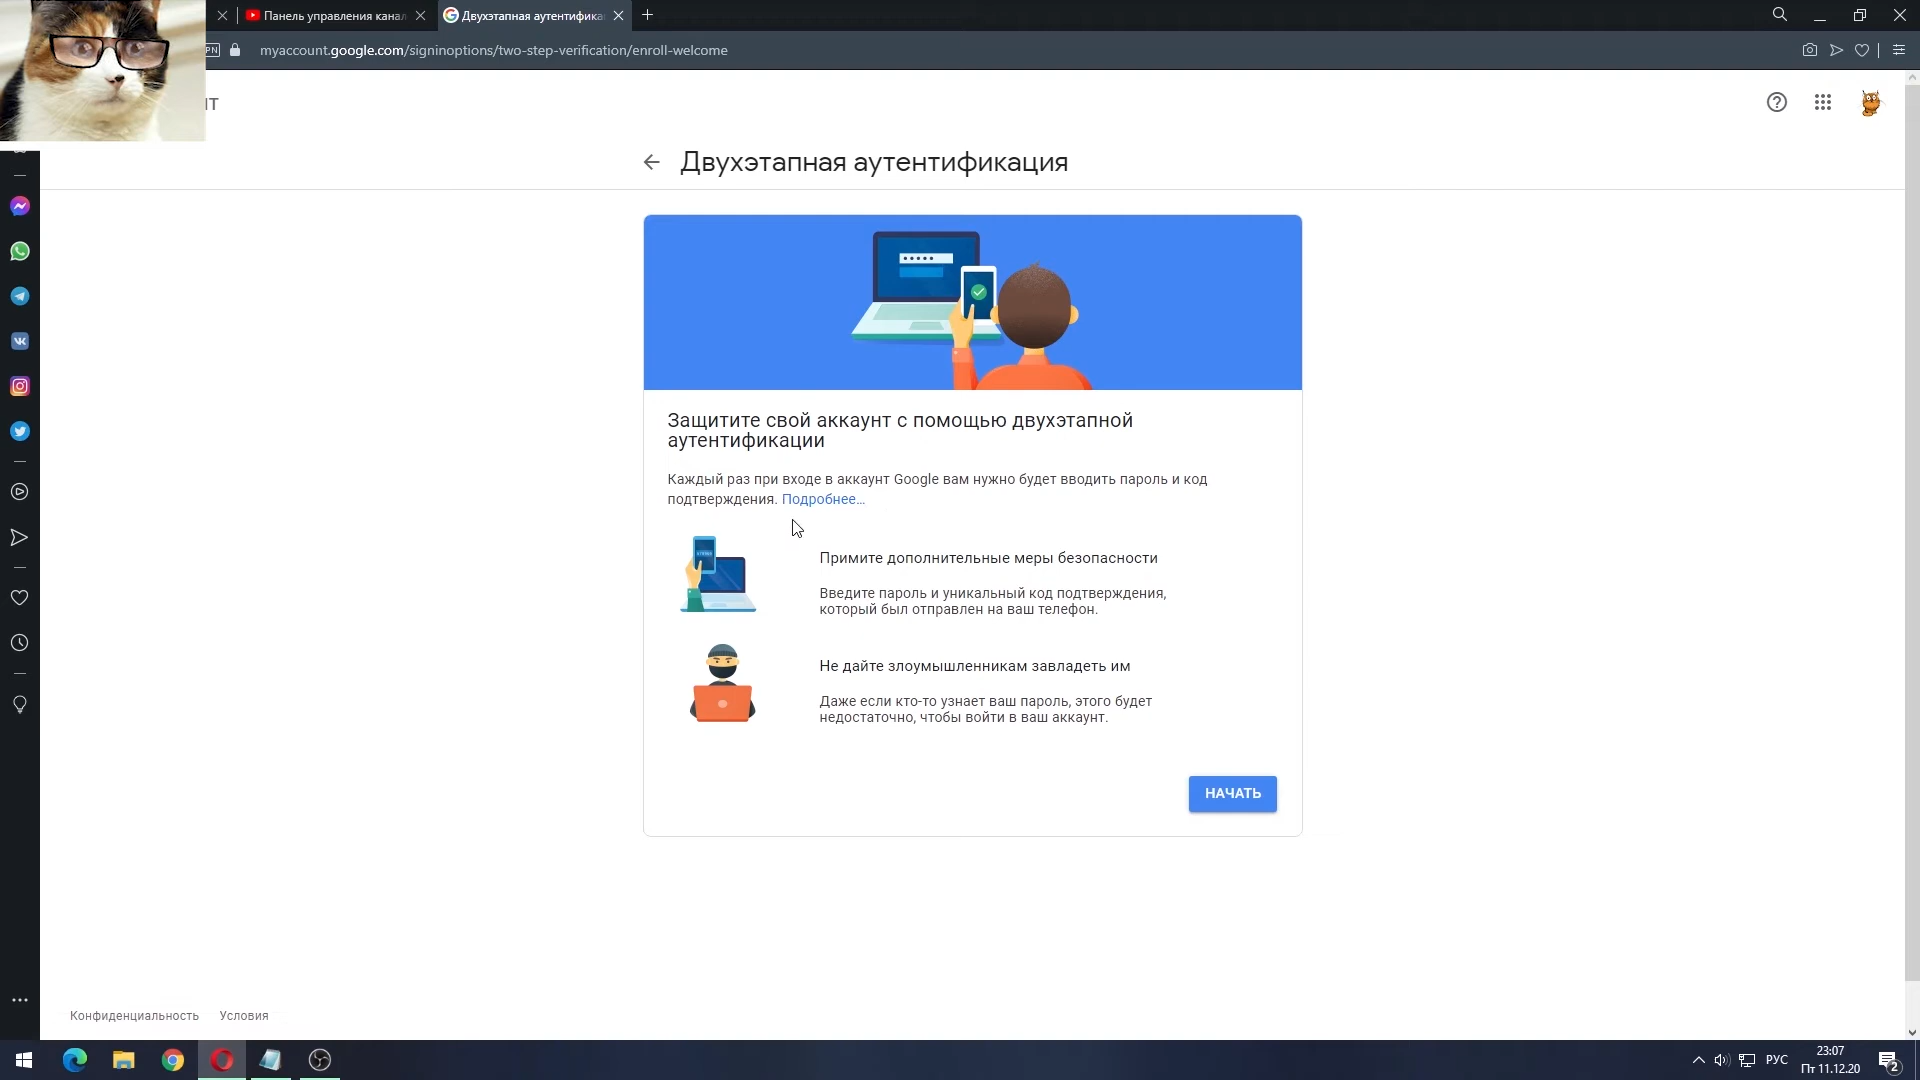 Панель управления канал
Двухэтапная аутентифика
PN
myaccount.google.com/signinoptions/two-step-verification/enroll-welcome
Двухэтапная аутентификация
Защитите свой аккаунт с помощью двухэтапной
аутентификации
Каждый раз при входе в аккаунт Google вам нужно будет вводить пароль и код
подтверждения. Подробнее...
Примите дополнительные меры безопасности
Введите пароль и уникальный код подтверждения,
который был отправлен на ваш телефон.
Не дайте злоумышленникам завладеть им
Даже если кто-то узнает ваш пароль, этого будет
недостаточно, чтобы войти в ваш аккаунт.
НАЧАТЬ
Конфиденциальность Условия
РУС
23:07
Пт 11.12.20
2